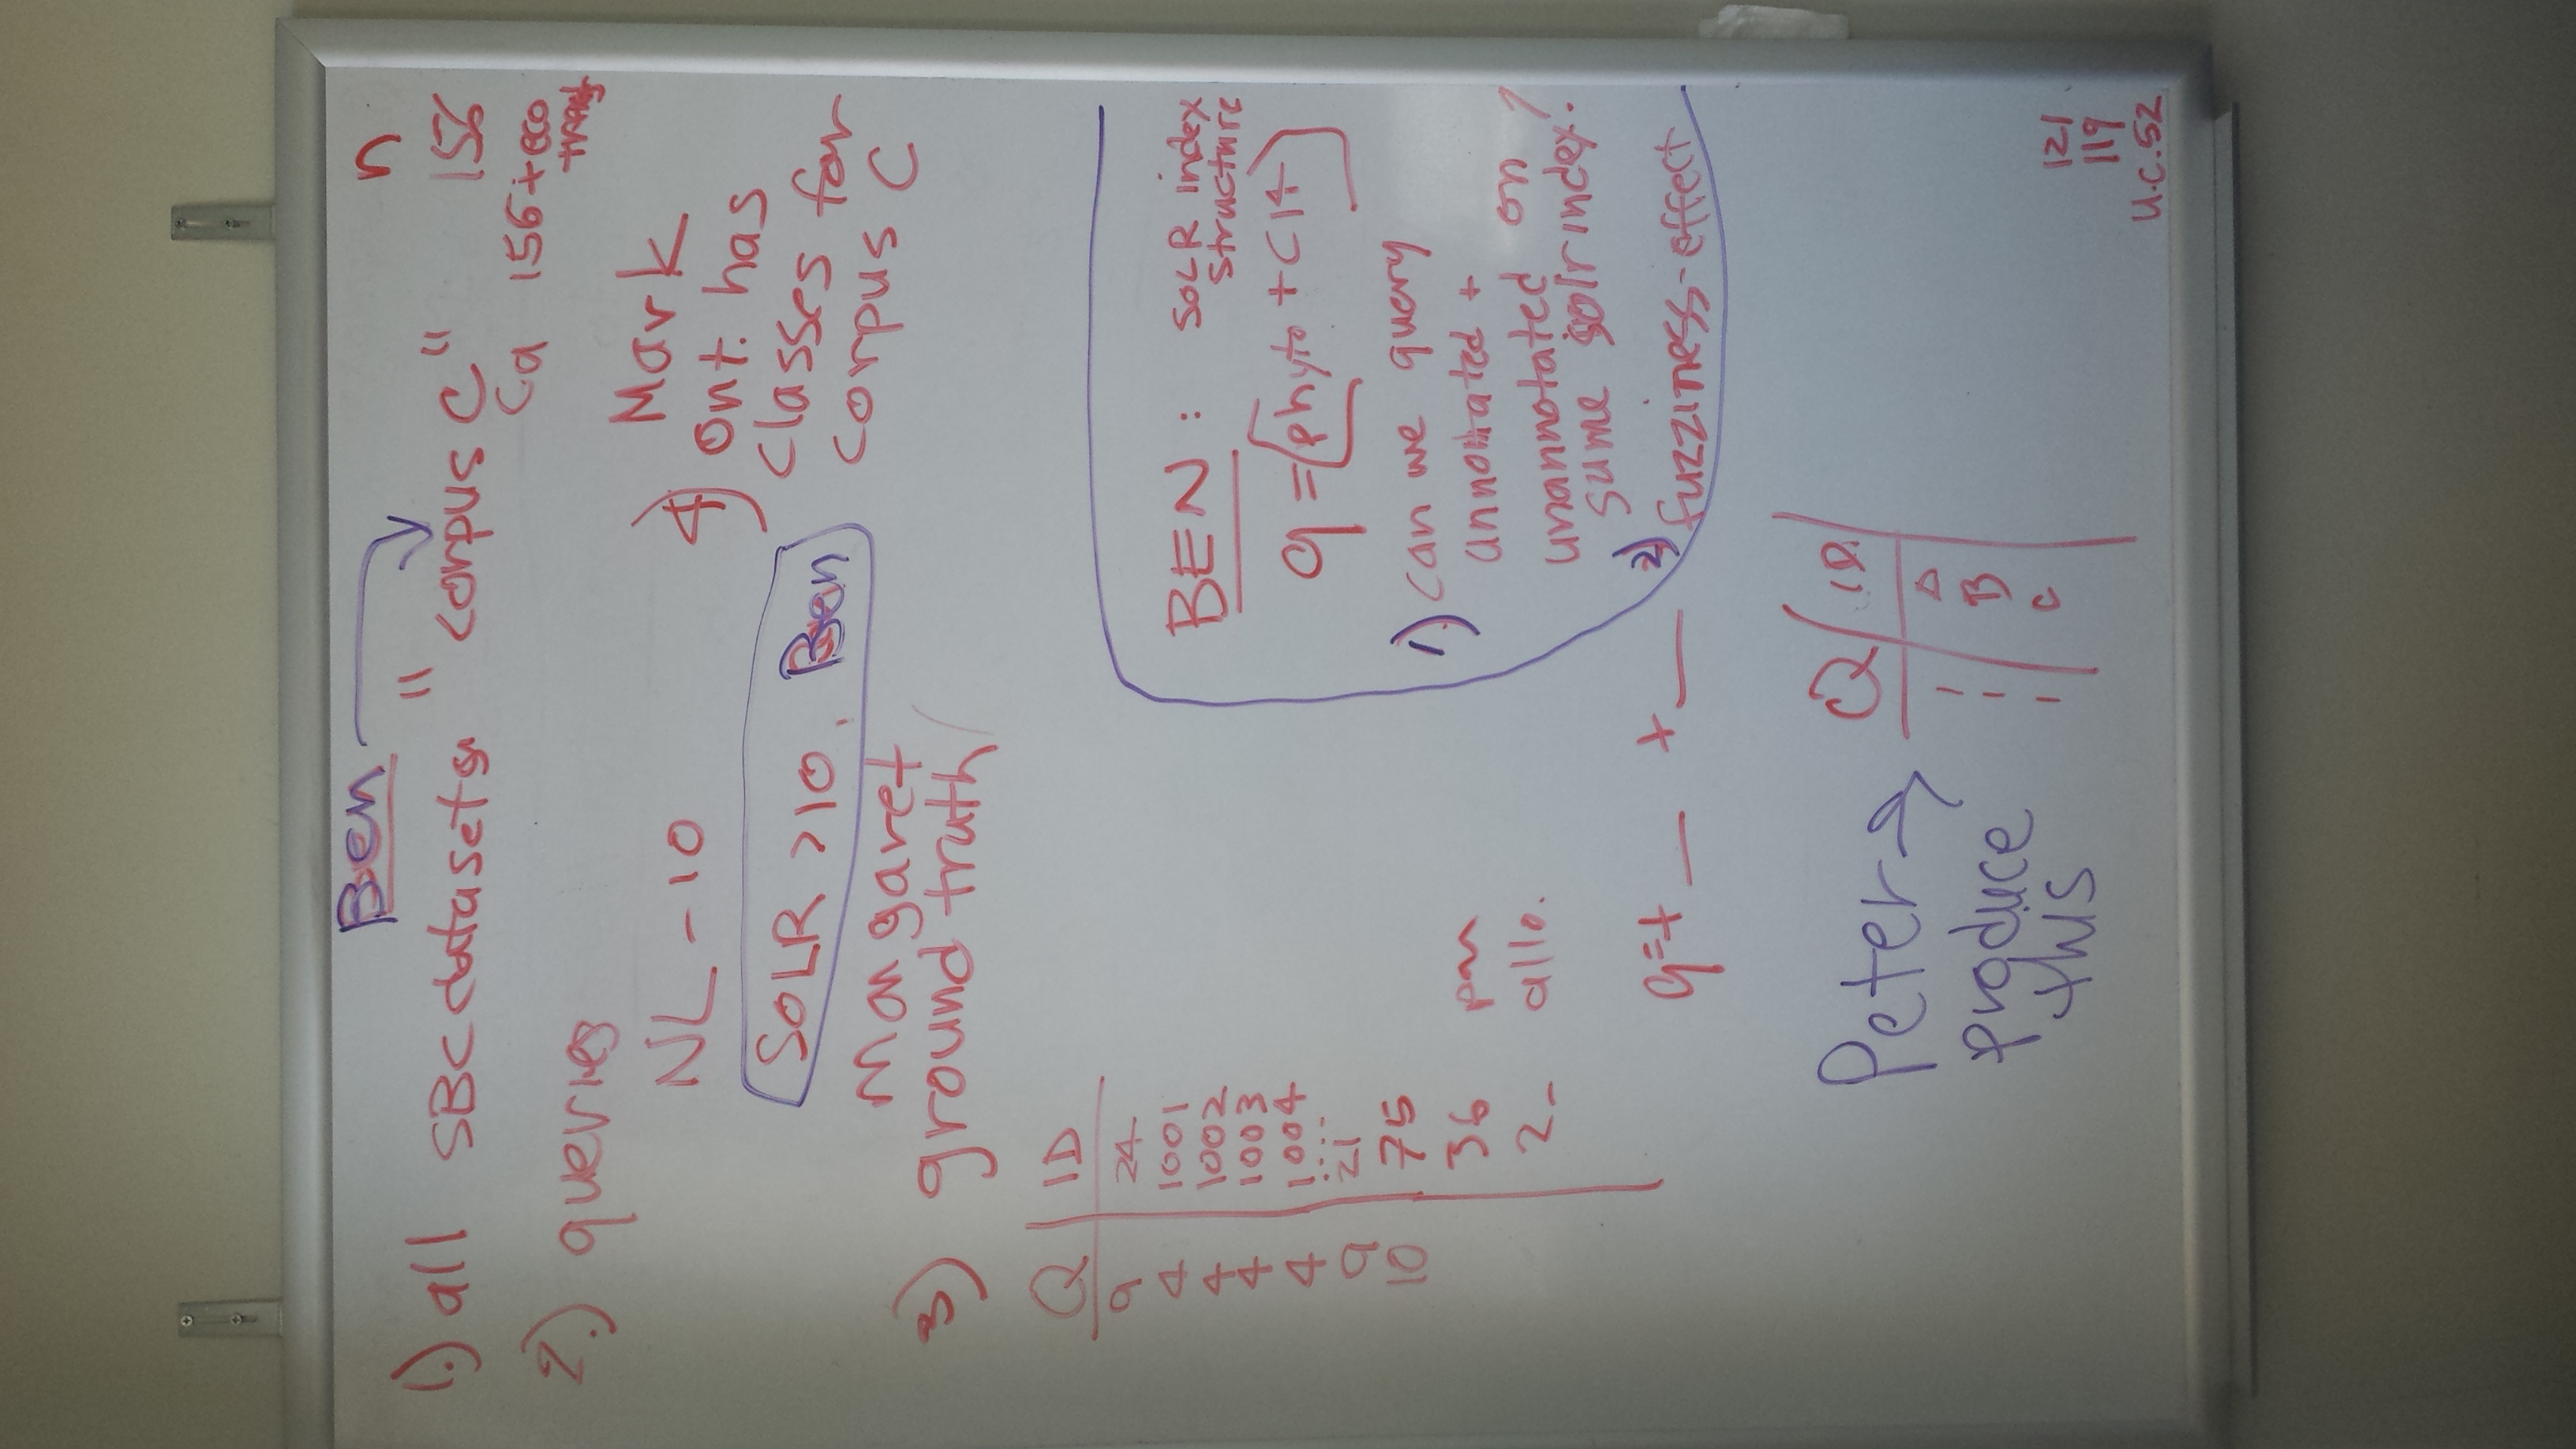 Ben
n
1.) all SBC datasets "corpus C" 156
Ca 156+eco
2.) queries
NL - 10
SOLR >10, Ben
Margaret
3) ground truth
4) Mark
Ont. has
classes for
corpus C
Q ID
9 24
4 1001
4 1002
4 1003
4 1004
....
9 21
10 75
36
2_ allo.
BEN : SOLR index
structure
q = [phyto + C14]
1.) can we query
annotated +
unannotated on
same solr index?
2) fuzziness-effect
q=+ __ +__
Peter →
produce
this
Q ID.
1 A
1 B
1 C
121
119
U.C.52